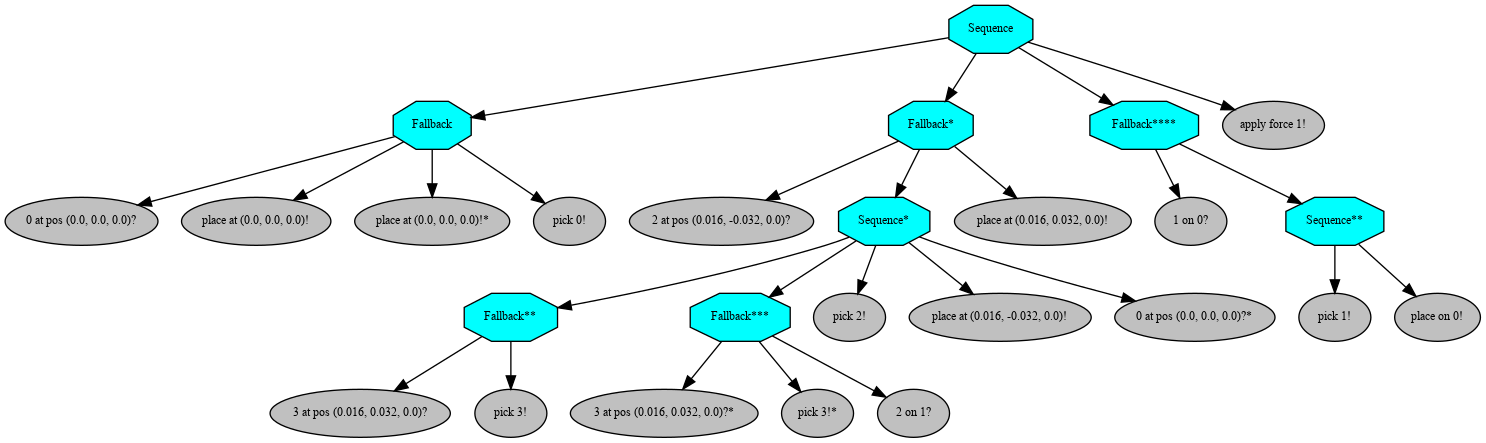 Sequence
Fallback
Fallback*
Fallback****
apply force 1!
0 at pos (0.0, 0.0, 0.0)?
place at (0.0, 0.0, 0.0)!
place at (0.0, 0.0, 0.0)!*
pick 0!
2 at pos (0.016, -0.032, 0.0)?
Sequence*
place at (0.016, 0.032, 0.0)!
1 on 0?
Sequence**
Fallback**
Fallback***
pick 2!
place at (0.016, -0.032, 0.0)!
0 at pos (0.0, 0.0, 0.0)?*
pick 1!
place on 0!
3 at pos (0.016, 0.032, 0.0)?
pick 3!
3 at pos (0.016, 0.032, 0.0)?*
pick 3!*
2 on 1?